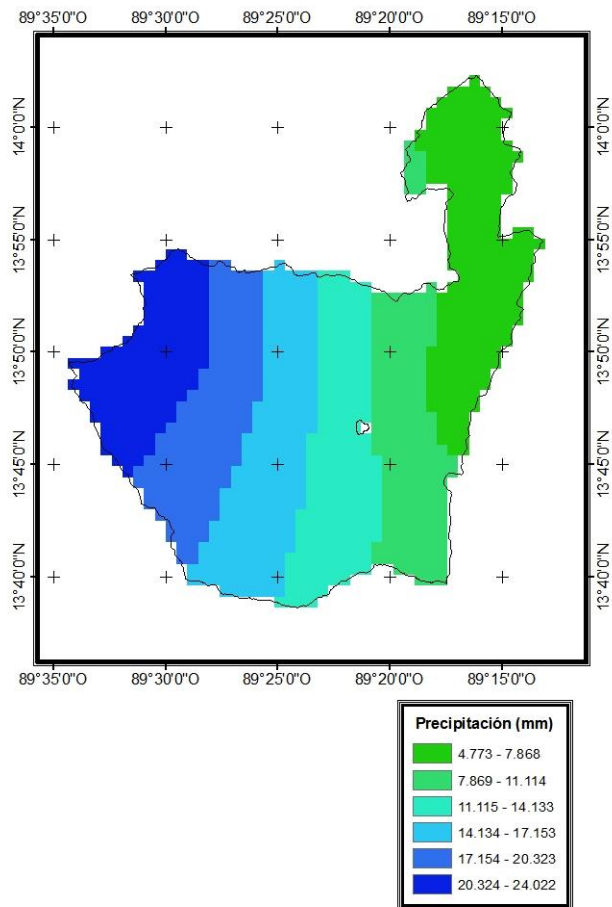 89°35'0"O 89°30'0"O 89°25'0"O 89°20'0"O 89°15'0"O
14°0'0"N 14°0'0"N
13°55'0"N 13°55'0"N
13°50'0"N 13°50'0"N
13°45'0"N 13°45'0"N
13°40'0"N 13°40'0"N
89°35'0"O 89°30'0"O 89°25'0"O 89°20'0"O 89°15'0"O
Precipitación (mm)
4.773 - 7.868
7.869 - 11.114
11.115 - 14.133
14.134 - 17.153
17.154 - 20.323
20.324 - 24.022